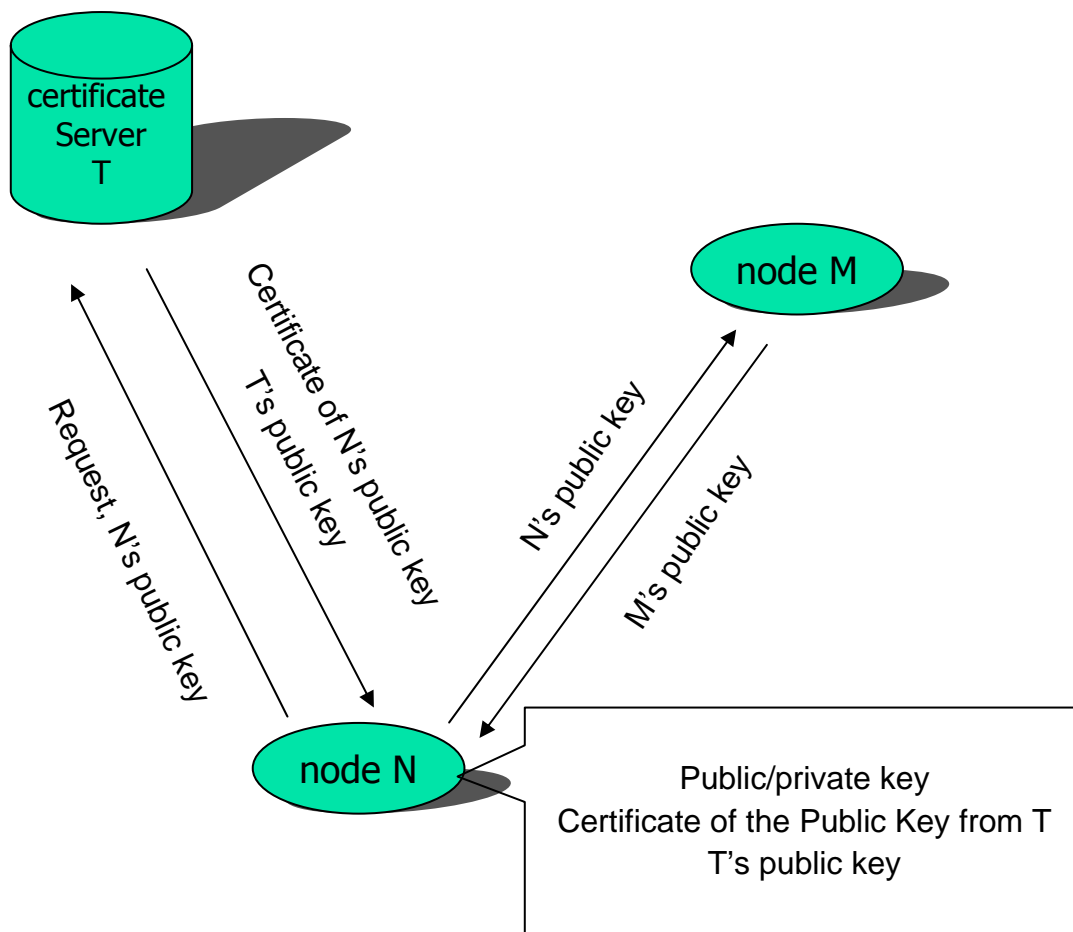 certificate
Server
T
node M
Certificate of N's public key
T's public key
Request, N's public key
N's public key
M's public key
node N
Public/private key
Certificate of the Public Key from T
T's public key